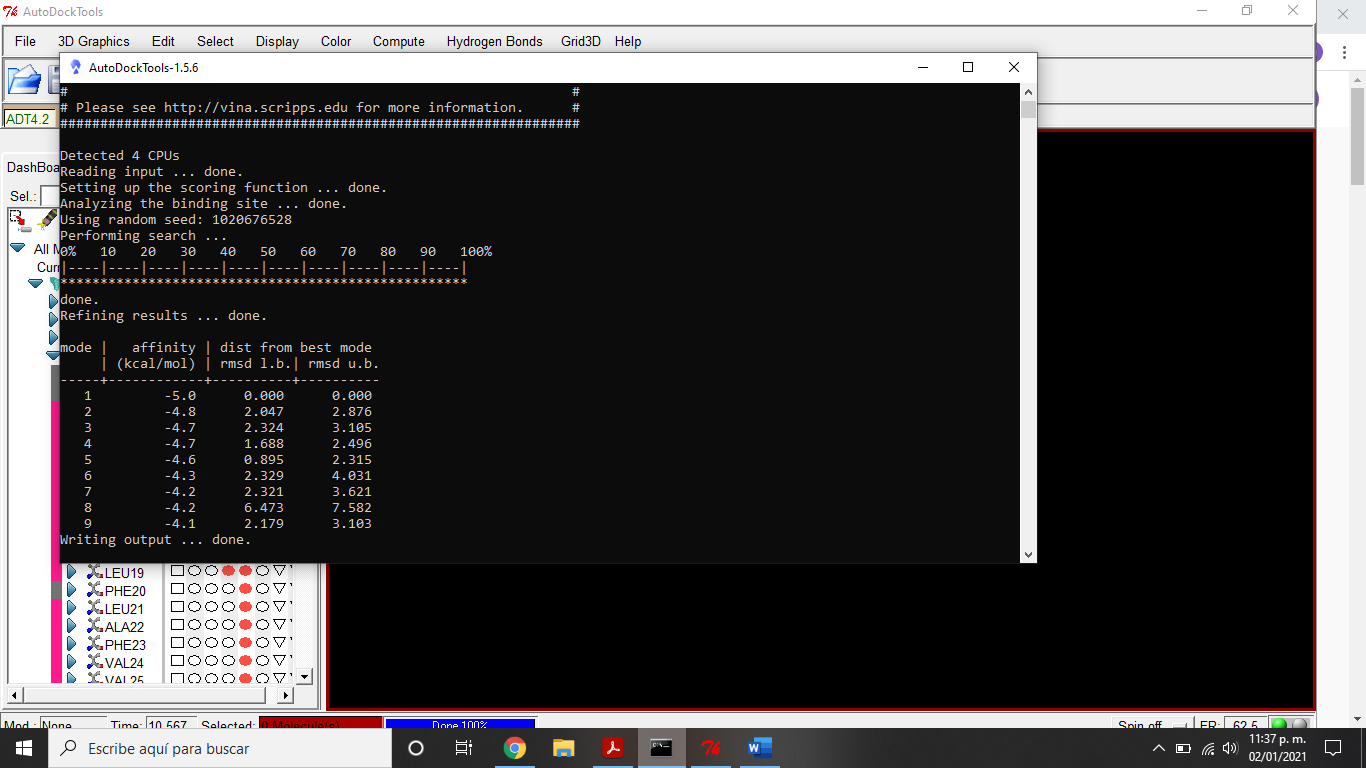 AutoDockTools
File 3D Graphics Edit Select Display Color Compute Hydrogen Bonds Grid3D Help
AutoDockTools-1.5.6
ADT4.2
# #
# Please see http://vina.scripps.edu for more information. #
#################################################################
Detected 4 CPUs
Reading input ... done.
Setting up the scoring function ... done.
Analyzing the binding site ... done.
Using random seed: 1020676528
Performing search ...
0% 10 20 30 40 50 60 70 80 90 100%
|----|----|----|----|----|----|----|----|----|----|
***************************************************
done.
Refining results ... done.
mode | affinity | dist from best mode
| (kcal/mol) | rmsd l.b.| rmsd u.b.
-----+------------+----------+----------
1 -5.0 0.000 0.000
2 -4.8 2.047 2.876
3 -4.7 2.324 3.105
4 -4.7 1.688 2.496
5 -4.6 0.895 2.315
6 -4.3 2.329 4.031
7 -4.2 2.321 3.621
8 -4.2 6.473 7.582
9 -4.1 2.179 3.103
Writing output ... done.
DashBoa
Sel.:
All M
Curr
LEU19
PHE20
LEU21
ALA22
PHE23
VAL24
VAL25
Mod.: None Time: 10.567 Selected: 0 Molecule(s) Done 100% Spin off FR: 62.5
Escribe aquí para buscar
11:37 p. m.
02/01/2021